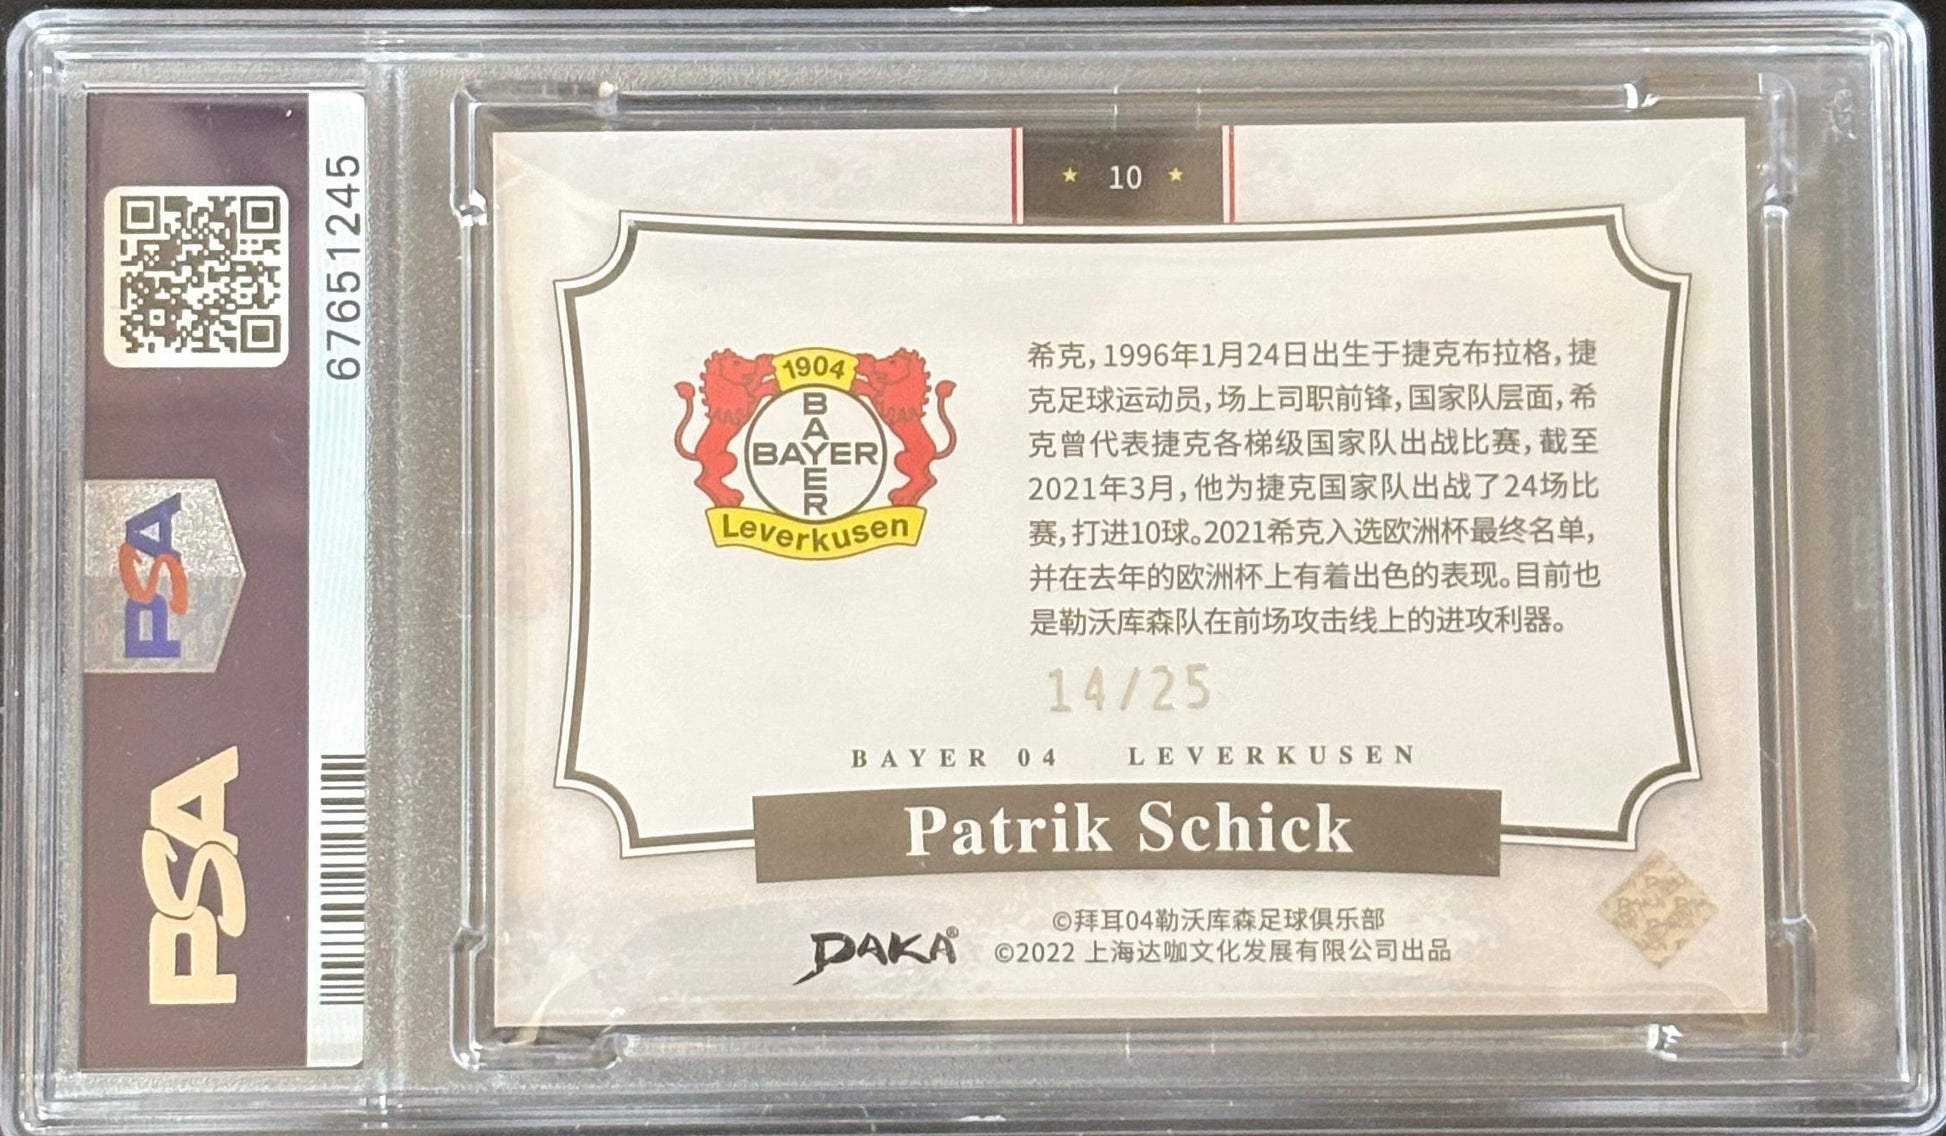 67651245
PSA
PSA
10
1904
BAYER
BAYER
Leverkusen
希克,1996年1月24日出生于捷克布拉格,捷
克足球运动员,场上司职前锋,国家队层面,希
克曾代表捷克各梯级国家队出战比赛,截至
2021年3月,他为捷克国家队出战了24场比
赛,打进10球。2021希克入选欧洲杯最终名单,
并在去年的欧洲杯上有着出色的表现。目前也
是勒沃库森队在前场攻击线上的进攻利器。
14/25
BAYER 04 LEVERKUSEN
Patrik Schick
DAKA®
©拜耳04勒沃库森足球俱乐部
©2022 上海达咖文化发展有限公司出品